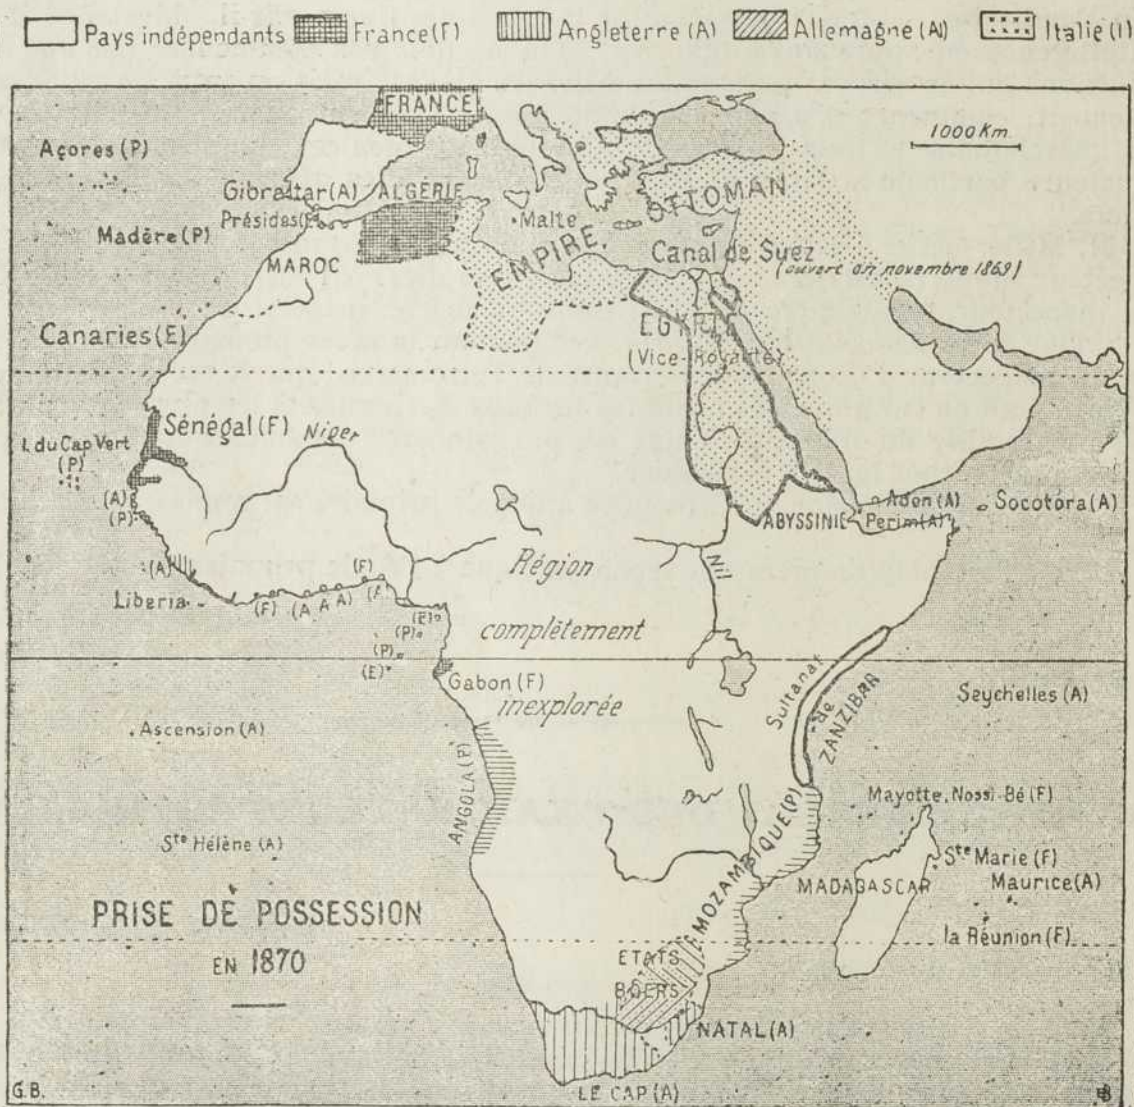 Pays indépendants France (F) Angleterre (A) Allemagne (Al) Italie (I)
FRANCE
1000 Km.
Açores (P)
Gibraltar (A)
ALGÉRIE
OTTOMAN
Présides(E
Malte
Madère (P)
EMPIRE.
Canal de Suez
(ouvert en novembre 1869)
MAROC
Canaries (E)
EGYPTE
(Vice-Royauté)
Sénégal (F)
Niger
I. du Cap Vert
(P)
(A)
(P)
Aden (A)
Socotora (A)
ABYSSINIE
Perim (A)
(A)
Région
Nil
(F)
Liberia
(F) (A A A)
complètement
(E)
(P)
(P)
(E)
Gabon (F)
inexplorée
Sultanat
de
ZANZIBAR
Seychelles (A)
Ascension (A)
ANGOLA (P)
Mayotte, Nossi-Bé (F)
Ste Hélène (A)
MOZAMBIQUE (P)
Ste Marie (F)
MADAGASCAR
Maurice (A)
PRISE DE POSSESSION
EN 1870
la Réunion (F)
ETATS
BOERS
NATAL (A)
LE CAP (A)
G.B.